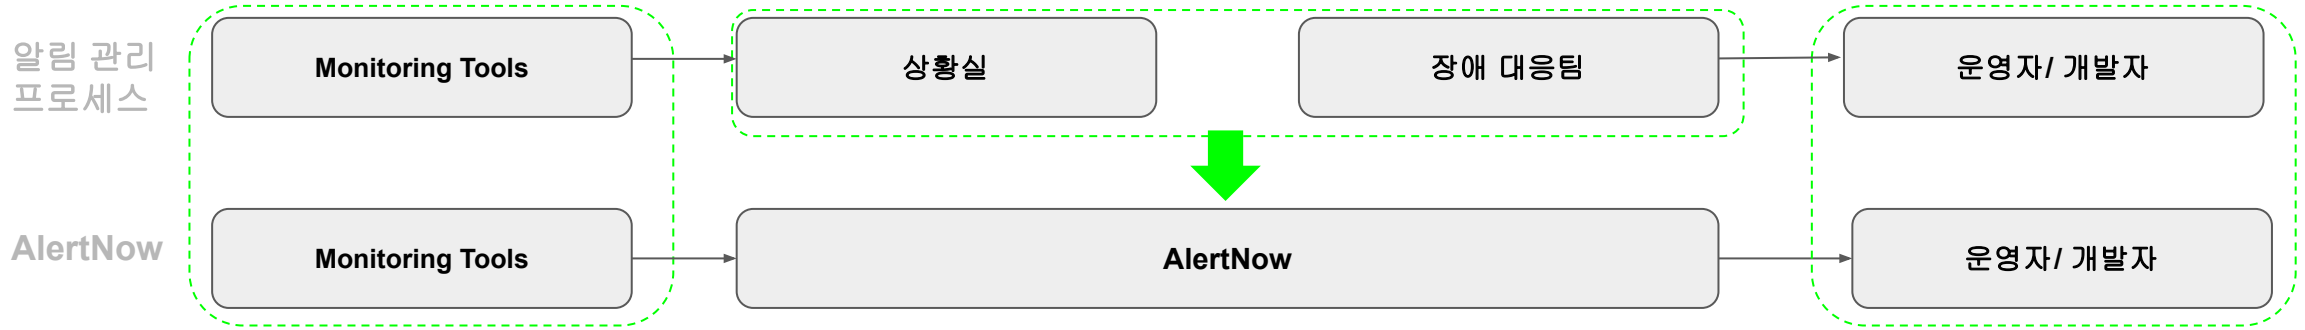 알림 관리
프로세스
Monitoring Tools
상황실
장애 대응팀
운영자/ 개발자
AlertNow
Monitoring Tools
AlertNow
운영자/ 개발자